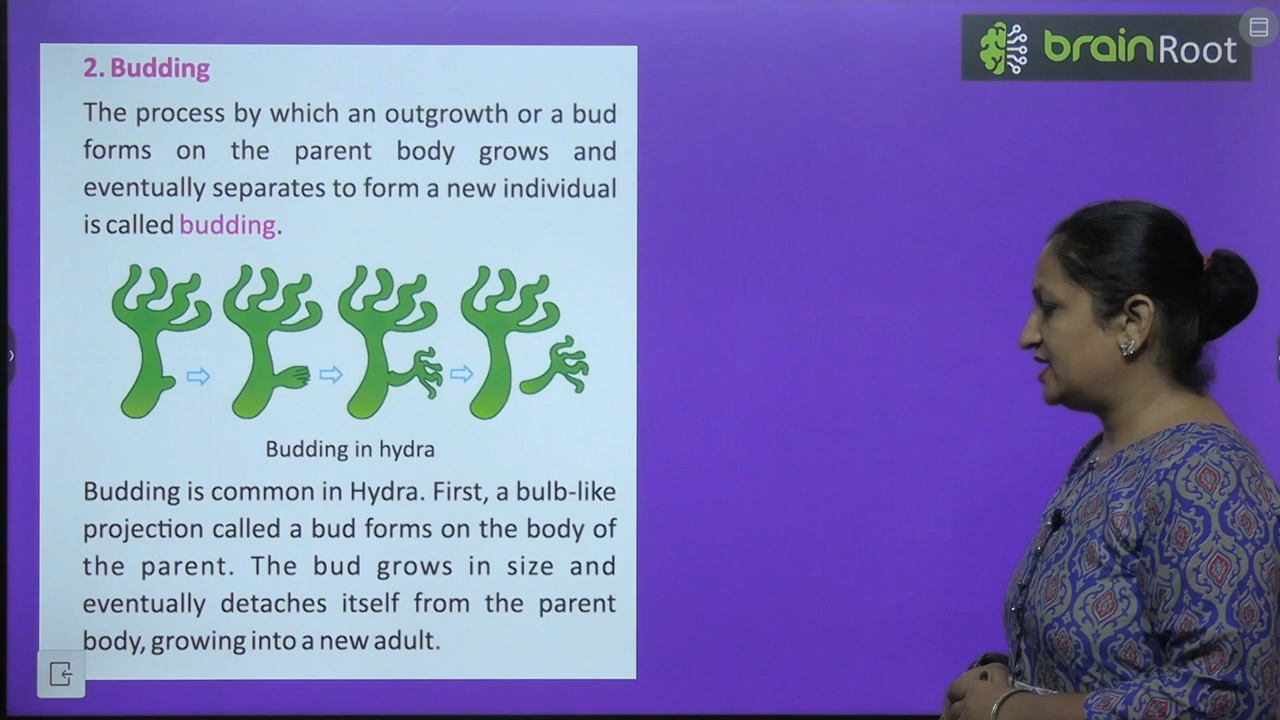 brainRoot
2. Budding
The process by which an outgrowth or a bud
forms on the parent body grows and
eventually separates to form a new individual
is called budding.
Budding in hydra
Budding is common in Hydra. First, a bulb-like
projection called a bud forms on the body of
the parent. The bud grows in size and
eventually detaches itself from the parent
body, growing into a new adult.